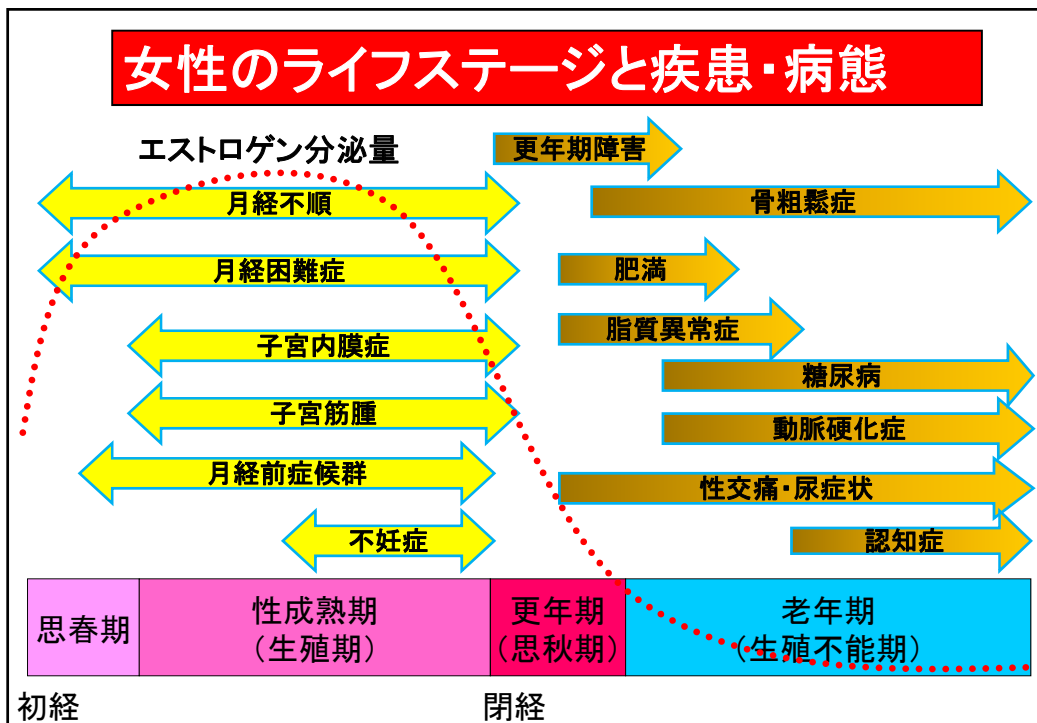 女性のライフステージと疾患・病態
エストロゲン分泌量
更年期障害
月経不順
骨粗鬆症
月経困難症
肥満
子宮内膜症
脂質異常症
糖尿病
子宮筋腫
動脈硬化症
月経前症候群
性交痛・尿症状
不妊症
認知症
思春期
性成熟期
（生殖期）
更年期
（思秋期）
老年期
（生殖不能期）
初経
閉経